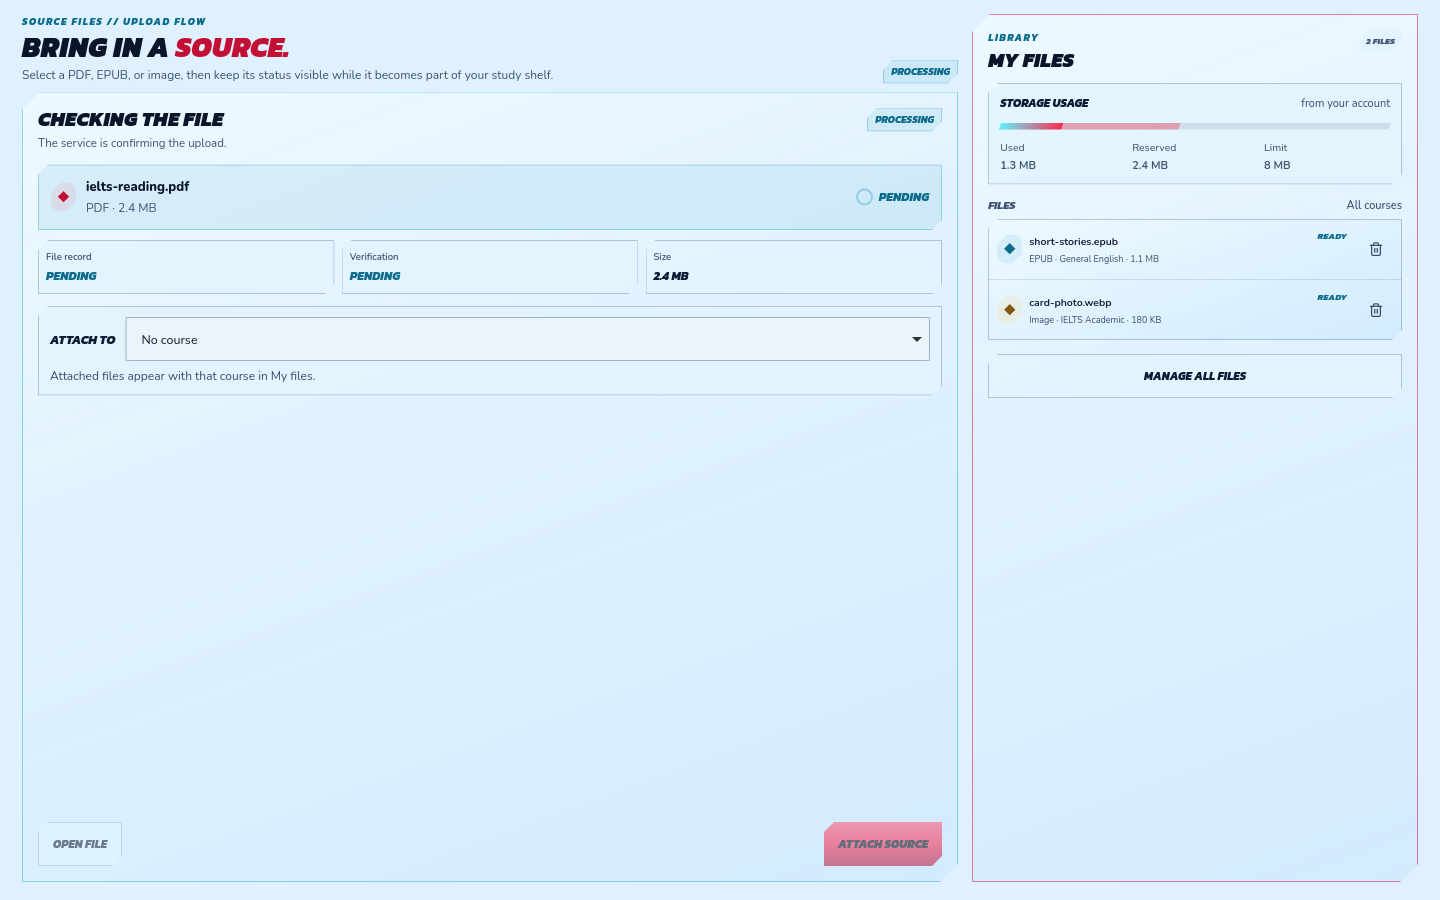 SOURCE FILES // UPLOAD FLOW
BRING IN A SOURCE.
Select a PDF, EPUB, or image, then keep its status visible while it becomes part of your study shelf.
PROCESSING
CHECKING THE FILE
The service is confirming the upload.
PROCESSING
ielts-reading.pdf
PDF · 2.4 MB
PENDING
File record
PENDING
Verification
PENDING
Size
2.4 MB
ATTACH TO
No course
Attached files appear with that course in My files.
OPEN FILE
ATTACH SOURCE
LIBRARY
MY FILES
2 FILES
STORAGE USAGE
from your account
Used
1.3 MB
Reserved
2.4 MB
Limit
8 MB
FILES
All courses
short-stories.epub
EPUB · General English · 1.1 MB
READY
card-photo.webp
Image · IELTS Academic · 180 KB
READY
MANAGE ALL FILES